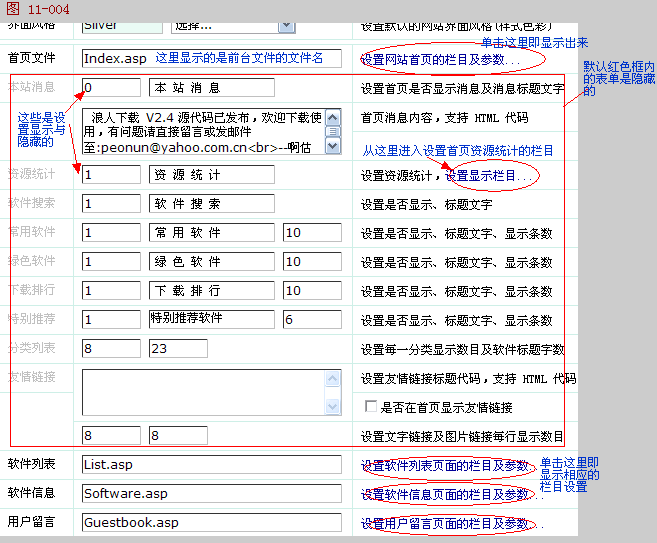 图 11-004
界面风格 Silver 选择... 设置默认的网站界面风格(样式色彩)
单击这里即显示出来
首页文件 Index.asp 这里显示的是前台文件的文件名 设置网站首页的栏目及参数...
默认红色框内
的表单是隐藏
的
本站消息 0 本 站 消 息 设置首页是否显示消息及消息标题文字
这些是设
置显示与
隐藏的
浪人下载 V2.4 源代码已发布，欢迎下载使
用，有问题请直接留言或发邮件
至:peonun@yahoo.com.cn<br>--啊估
首页消息内容，支持 HTML 代码
从这里进入设置首页资源统计的栏目
资源统计 1 资 源 统 计 设置资源统计，设置显示栏目...
软件搜索 1 软 件 搜 索 设置是否显示、标题文字
常用软件 1 常 用 软 件 10 设置是否显示、标题文字、显示条数
绿色软件 1 绿 色 软 件 10 设置是否显示、标题文字、显示条数
下载排行 1 下 载 排 行 10 设置是否显示、标题文字、显示条数
特别推荐 1 特别推荐软件 6 设置是否显示、标题文字、显示条数
分类列表 8 23 设置每一分类显示数目及软件标题字数
友情链接 设置友情链接标题代码，支持 HTML 代码
是否在首页显示友情链接
8 8 设置文字链接及图片链接每行显示数目
软件列表 List.asp 设置软件列表页面的栏目及参数...
单击这里即
显示相应的
栏目设置
软件信息 Software.asp 设置软件信息页面的栏目及参数...
用户留言 Guestbook.asp 设置用户留言页面的栏目及参数...